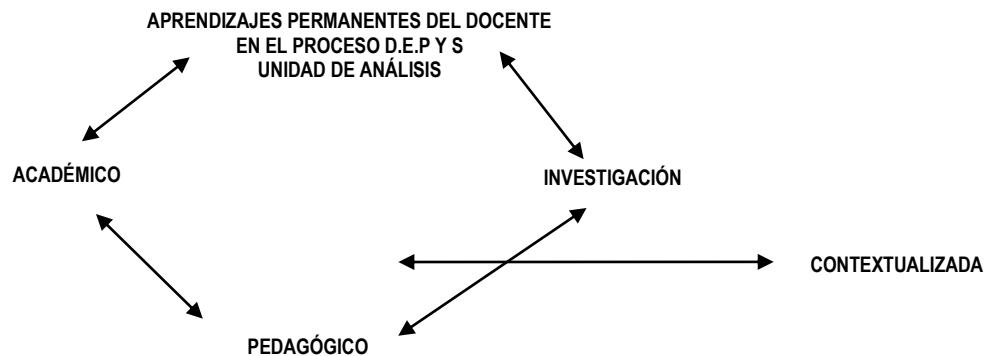 APRENDIZAJES PERMANENTES DEL DOCENTE
EN EL PROCESO D.E.P Y S
UNIDAD DE ANÁLISIS
ACADÉMICO
INVESTIGACIÓN
CONTEXTUALIZADA
PEDAGÓGICO